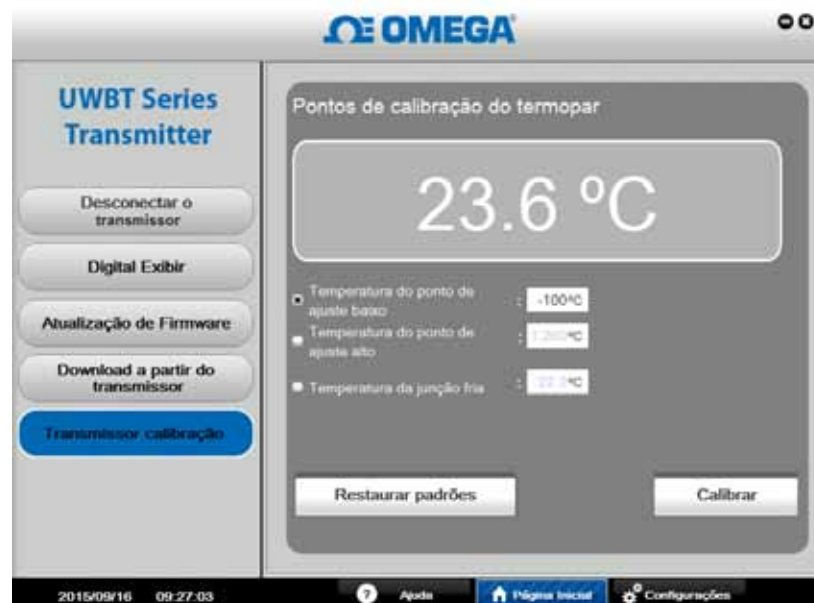 OMEGA
UWBT Series
Transmitter
Desconectar o
transmissor
Digital Exibir
Atualização de Firmware
Download a partir do
transmissor
Transmissor calibração
Pontos de calibração do termopar
23.6 ºC
Temperatura do ponto de
ajuste baixo
: -100ºC
Temperatura do ponto de
ajuste alto
: ºC
Temperatura da junção fria
: ºC
Restaurar padrões
Calibrar
2015/09/16 09:27:03
? Ajuda
Página Inicial
Configurações